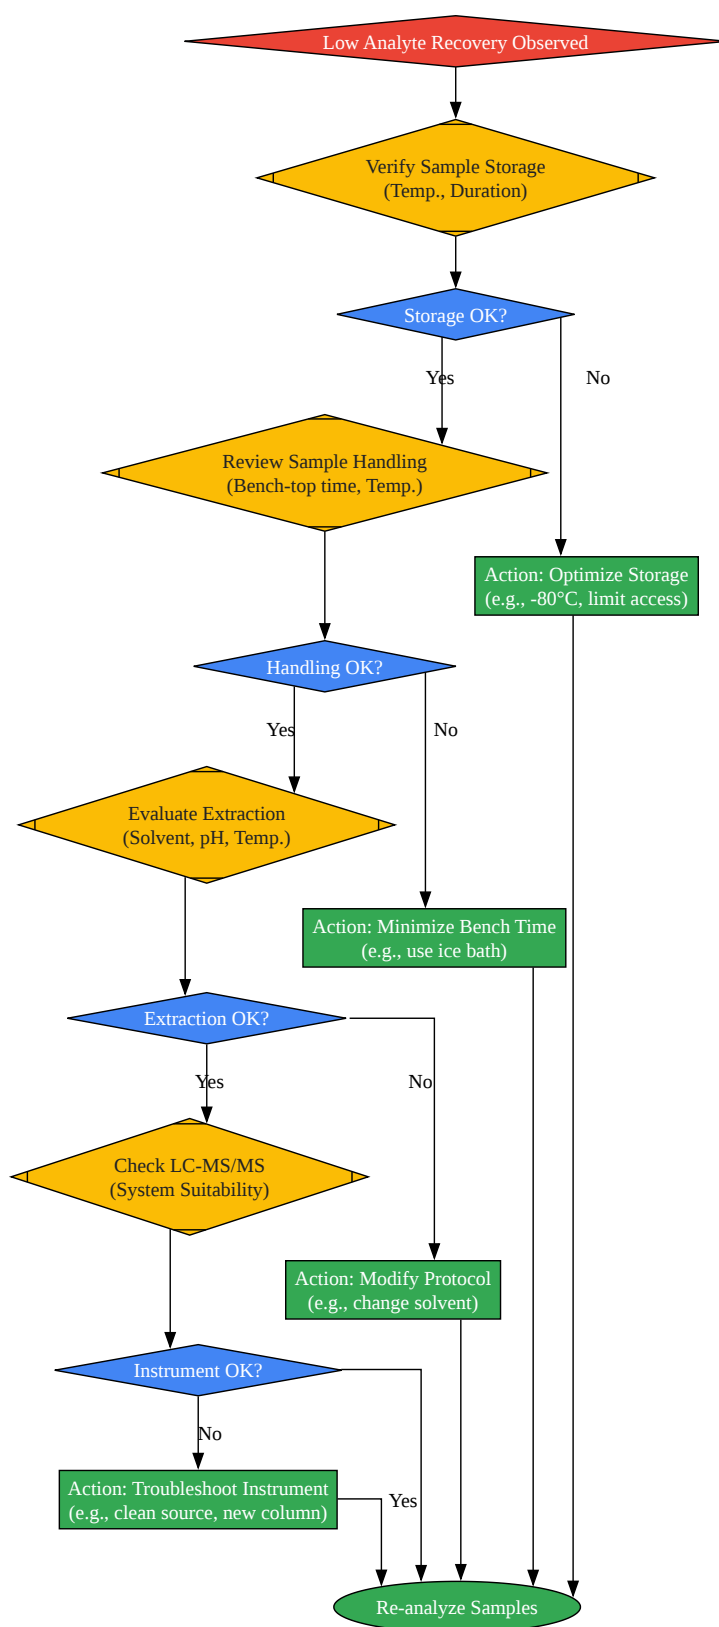 Low Analyte Recovery Observed
Verify Sample Storage
(Temp., Duration)
Storage OK?
Yes
No
Review Sample Handling
(Bench-top time, Temp.)
Action: Optimize Storage
(e.g., -80°C, limit access)
Handling OK?
Yes
No
Evaluate Extraction
(Solvent, pH, Temp.)
Action: Minimize Bench Time
(e.g., use ice bath)
Extraction OK?
Yes
No
Check LC-MS/MS
(System Suitability)
Action: Modify Protocol
(e.g., change solvent)
Instrument OK?
No
Action: Troubleshoot Instrument
(e.g., clean source, new column)
Yes
Re-analyze Samples